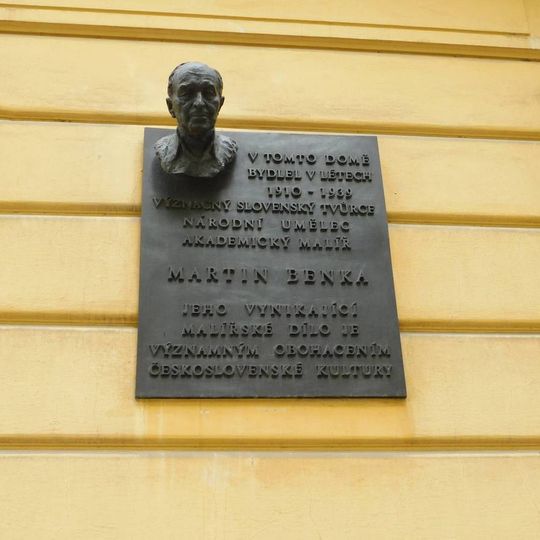 V TOMTO DOMĚ
BYDLEL V LÉTECH
1910 - 1939
VÝZNAČNÝ SLOVENSKÝ TVŮRCE
NÁRODNÍ UMĚLEC
AKADEMICKÝ MALÍŘ
MARTIN BENKA
JEHO VYNIKAJÍCÍ
MALÍŘSKÉ DÍLO JE
VÝZNAMNÝM OBOHACENÍM
ČESKOSLOVENSKÉ KULTURY